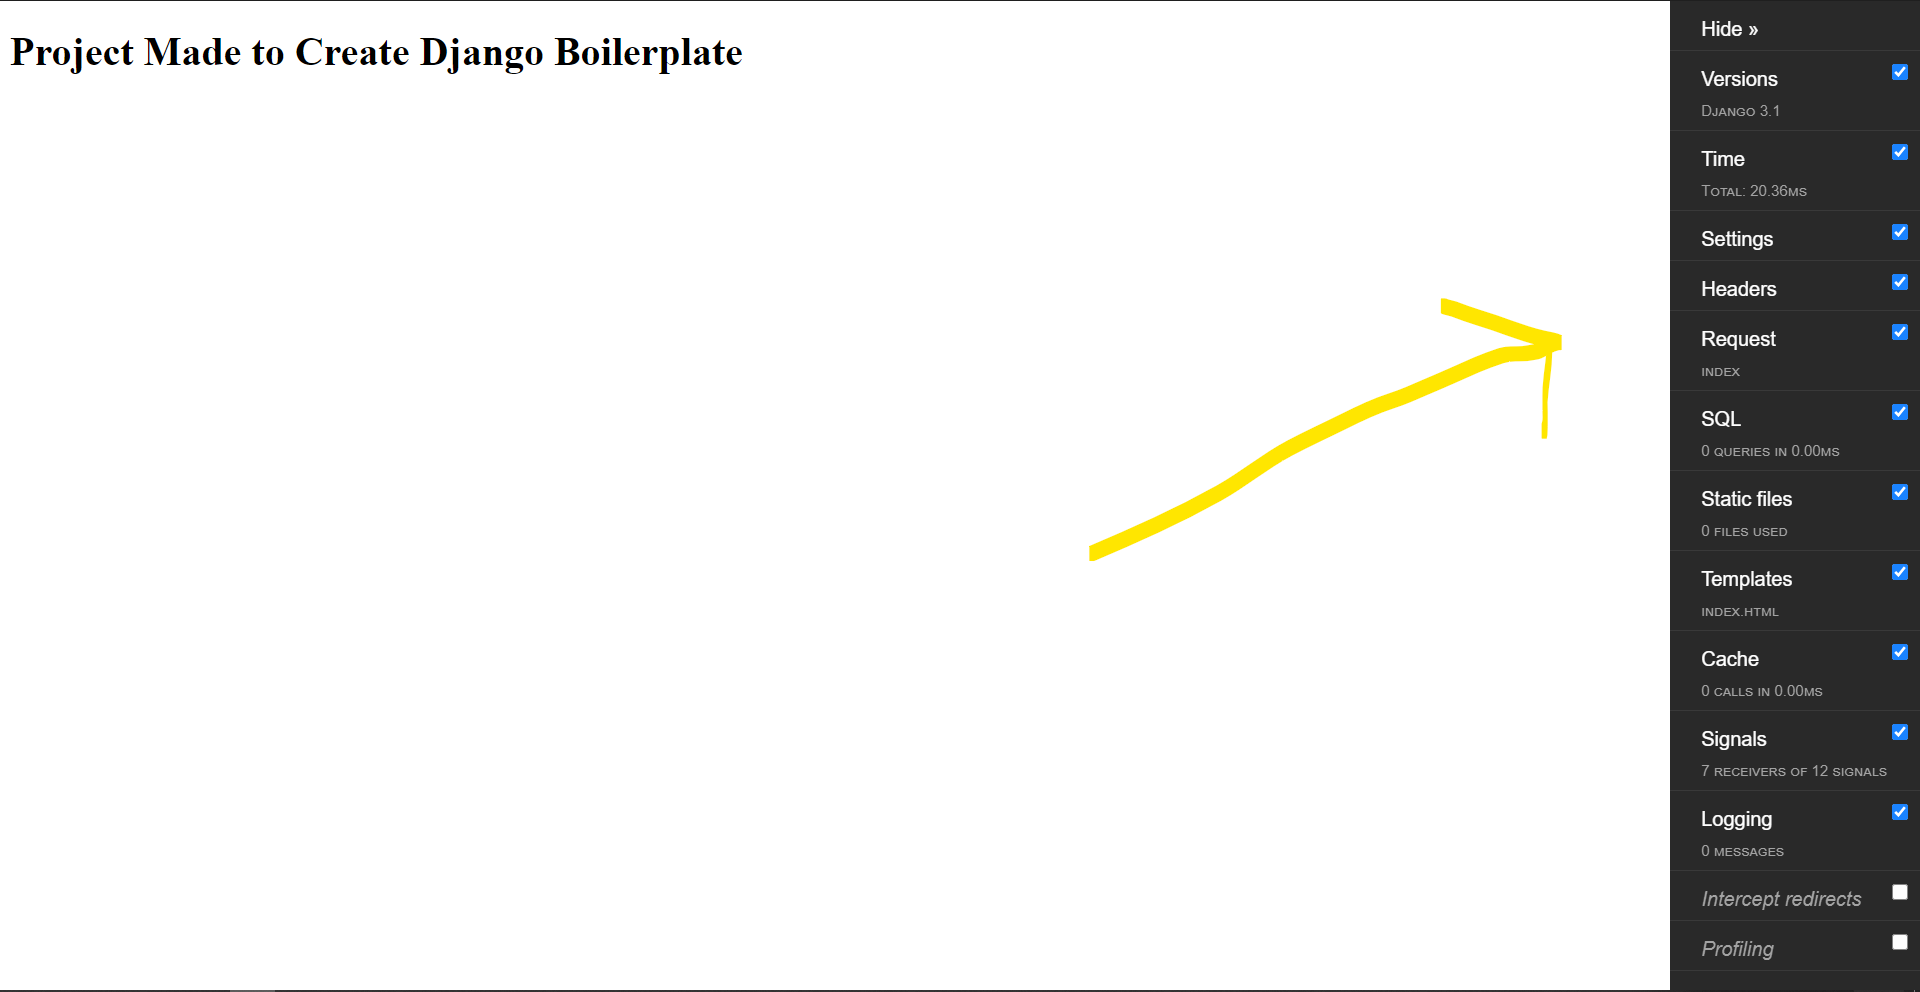 Project Made to Create Django Boilerplate
Hide »
Versions
Django 3.1
Time
Total: 20.36ms
Settings
Headers
Request
index
SQL
0 queries in 0.00ms
Static files
0 files used
Templates
index.html
Cache
0 calls in 0.00ms
Signals
7 receivers of 12 signals
Logging
0 messages
Intercept redirects
Profiling